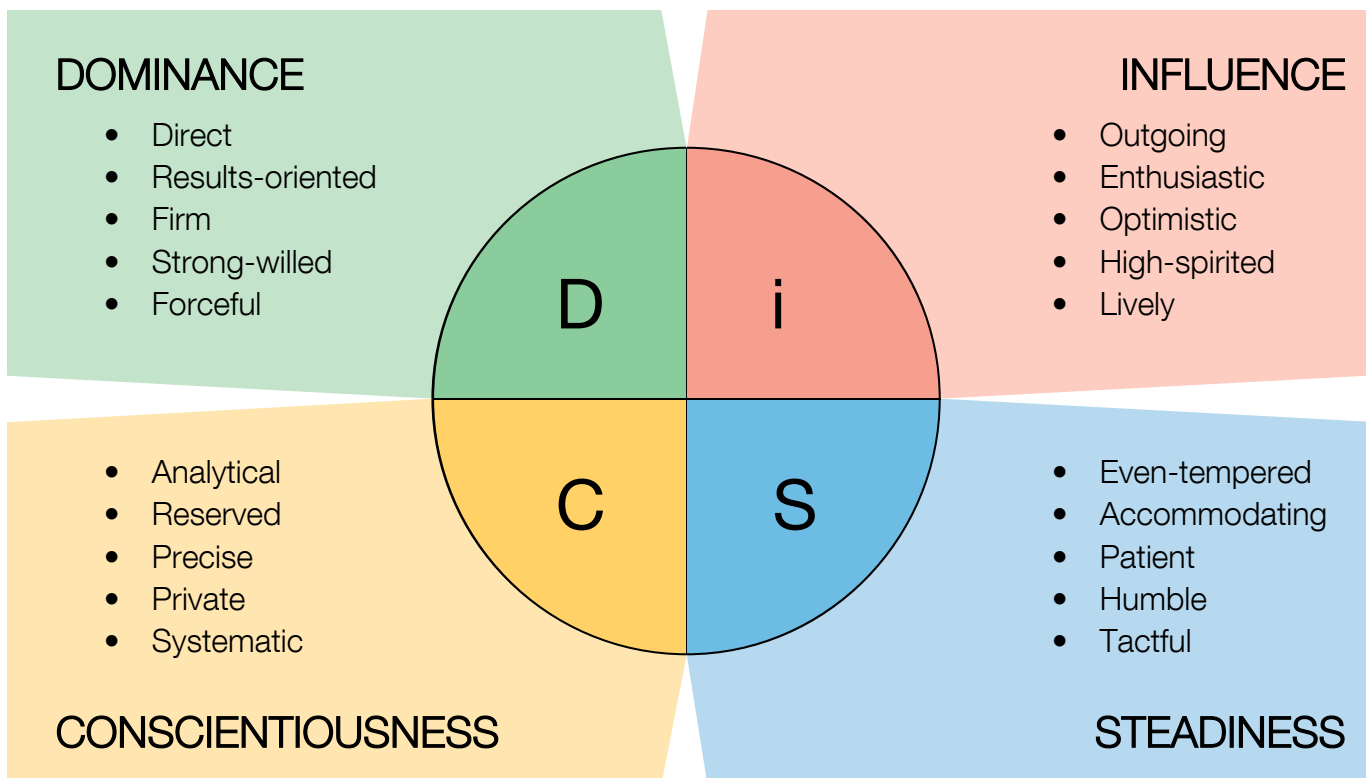 DOMINANCE
Direct
Results-oriented
Firm
Strong-willed
Forceful
INFLUENCE
Outgoing
Enthusiastic
Optimistic
High-spirited
Lively
D
i
C
S
Analytical
Reserved
Precise
Private
Systematic
CONSCIENTIOUSNESS
Even-tempered
Accommodating
Patient
Humble
Tactful
STEADINESS